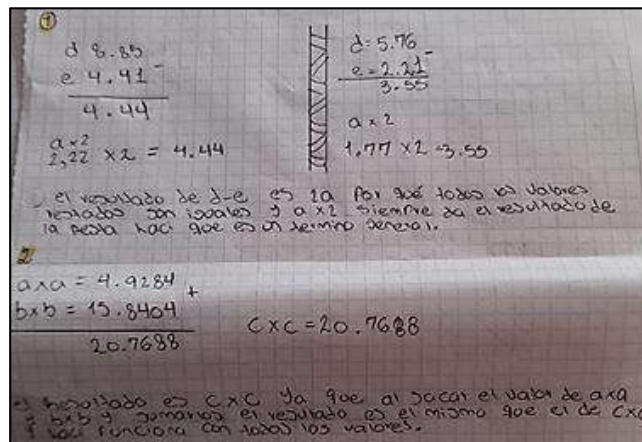 1
d 8.85
e 4.41 -
4.44
a x 2
2,22 x 2 = 4.44
d = 5.76 -
e = 2.21
3.55
a x 2
1,77 x 2 = 3.55
el resultado de d-e es 2a Por qué todos los valores
restados son iguales y a x 2 siempre da el resultado de
la resta haci que es un termino general.
2
a x a = 4.9284 +
b x b = 15.8404
20.7688
c x c = 20.7688
el resultado es c x c Ya que al sacar el valor de a x a
b x b y sumarlos el resultado es el mismo que el de c x c
haci funciona con todos los valores.